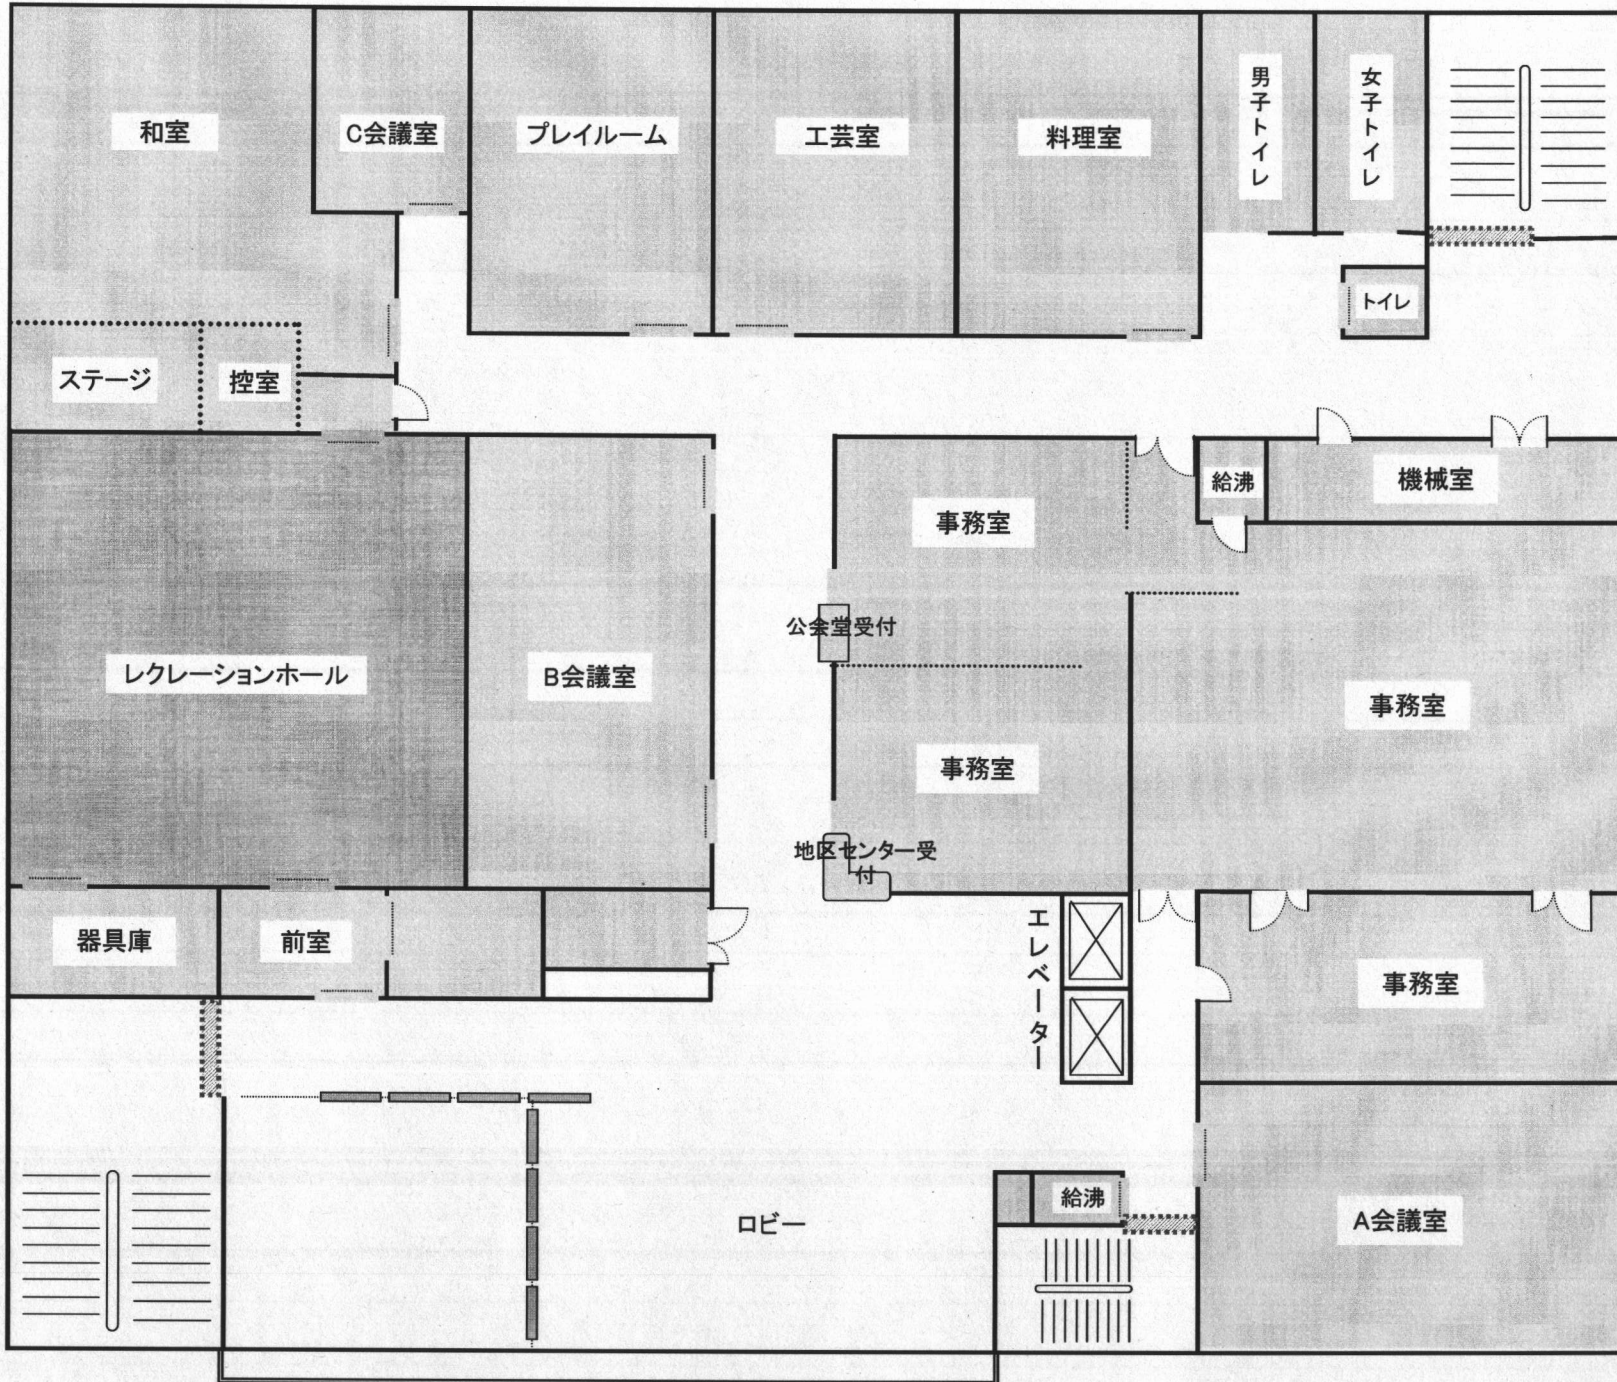 和室
C会議室
プレイルーム
工芸室
料理室
男子トイレ
女子トイレ
トイレ
ステージ
控室
給沸
機械室
事務室
公会堂受付
レクレーションホール
B会議室
事務室
事務室
地区センター受
付
器具庫
前室
エレベーター
事務室
給沸
ロビー
A会議室